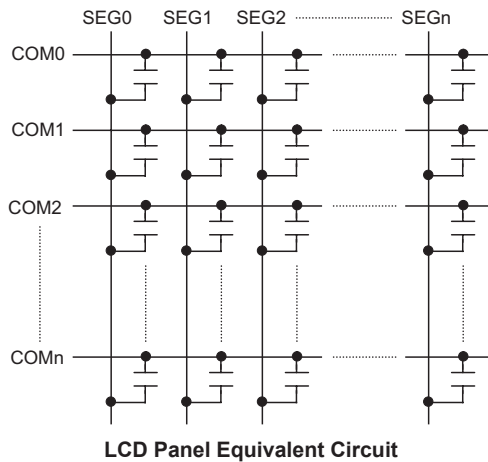 SEG0 SEG1 SEG2 SEGn
COM0
COM1
COM2
COMn
LCD Panel Equivalent Circuit